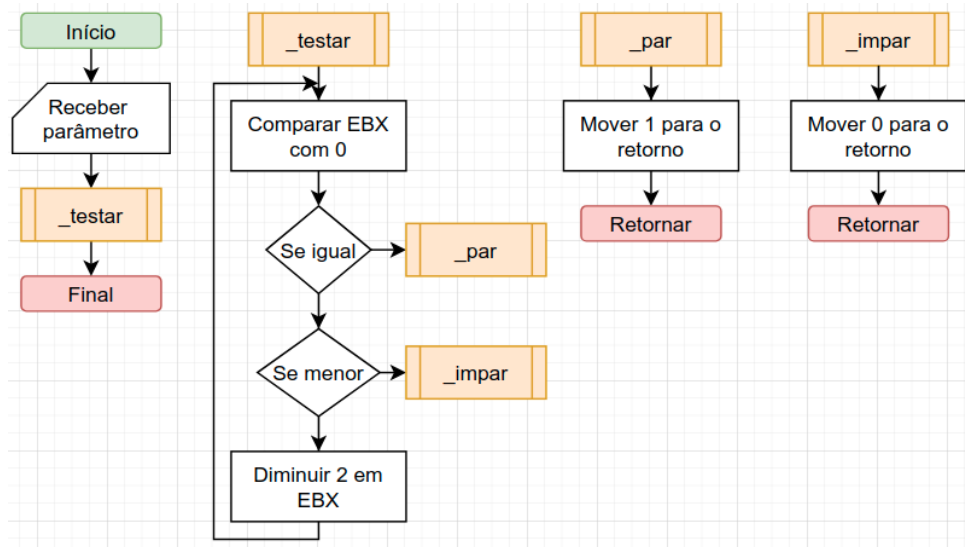 Início
Receber
parâmetro
_testar
Final
_testar
Comparar EBX
com 0
Se igual
_par
Se menor
_impar
Diminuir 2 em
EBX
_par
Mover 1 para o
retorno
Retornar
_impar
Mover 0 para o
retorno
Retornar